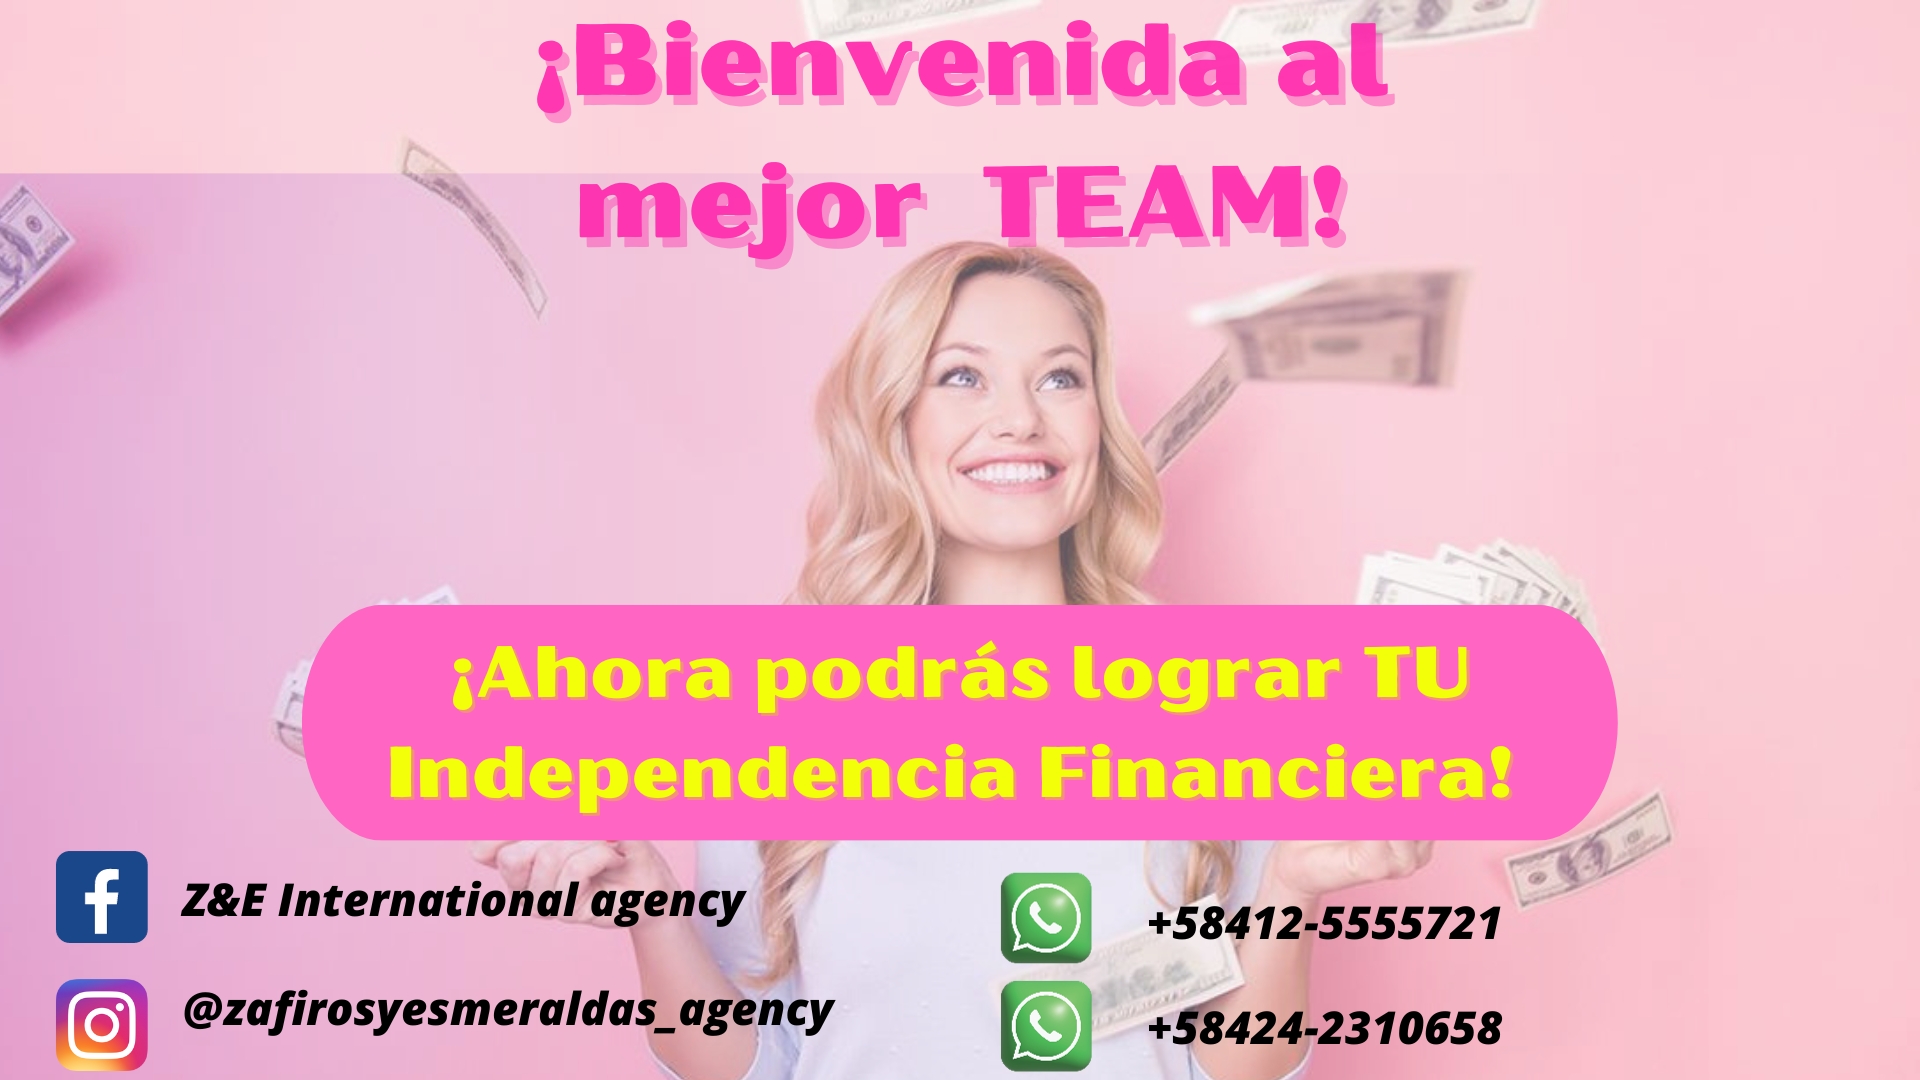 ¡Bienvenida al
mejor TEAM!
¡Ahora podrás lograr TU
Independencia Financiera!
Z&E International agency
@zafirosyesmeraldas_agency
+58412-5555721
+58424-2310658